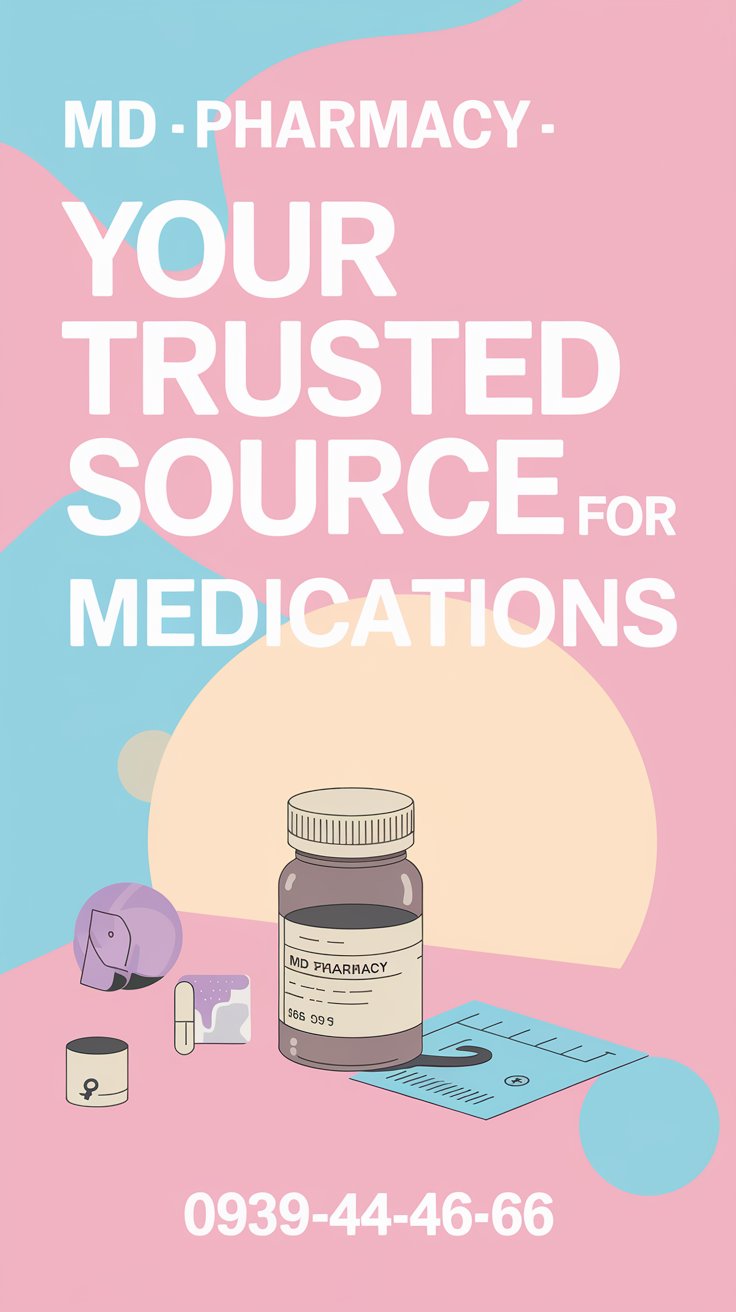 MD - PHARMACY -
YOUR
TRUSTED
SOURCE FOR
MEDICATIONS
MD PHARMACY
0939-44-46-66